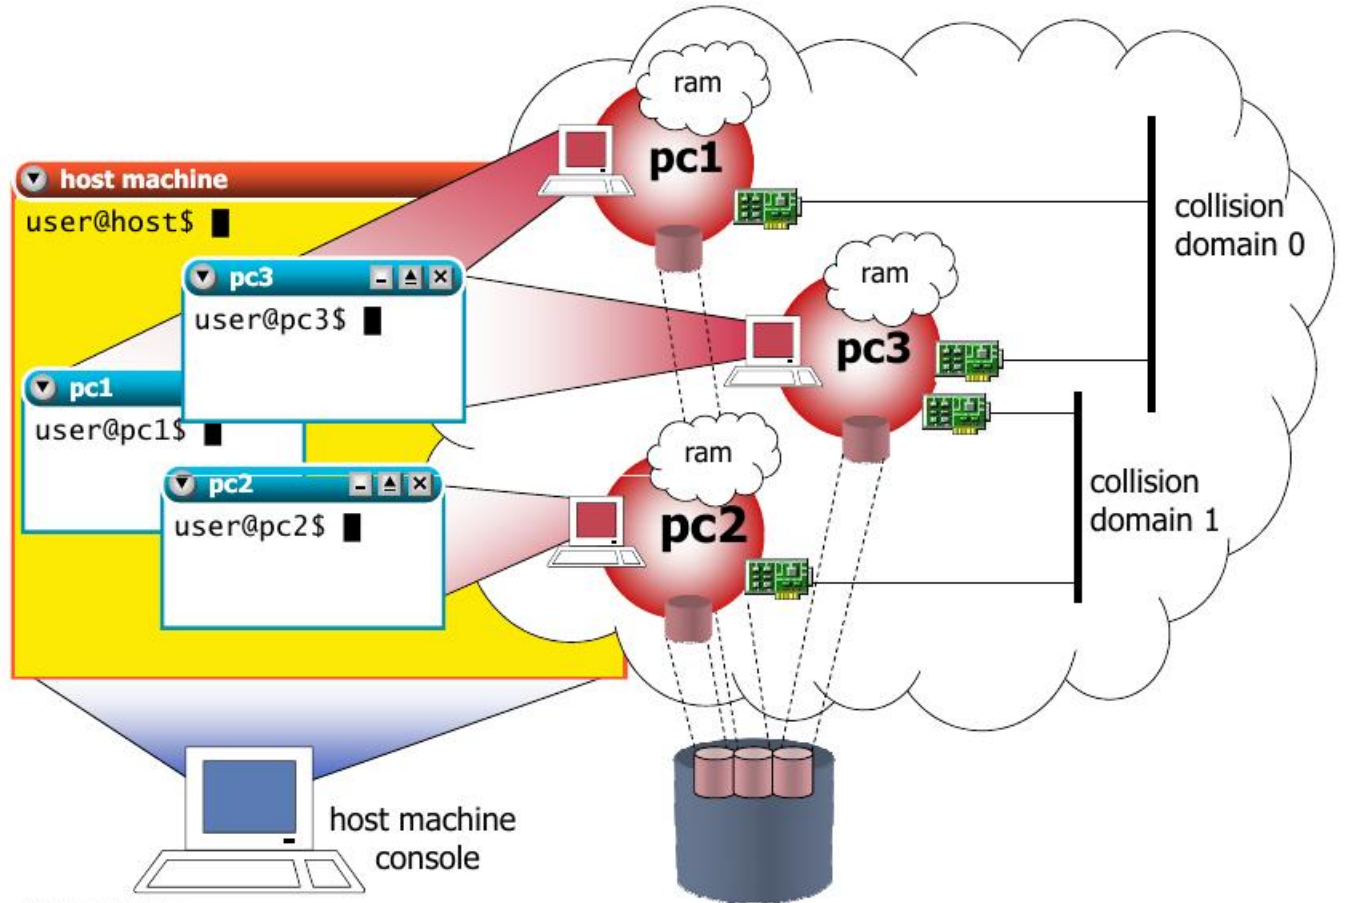 ram
pc1
host machine
user@host$
collision
domain 0
pc3
user@pc3$
ram
pc3
pc1
user@pc1$
ram
pc2
collision
domain 1
pc2
user@pc2$
host machine
console